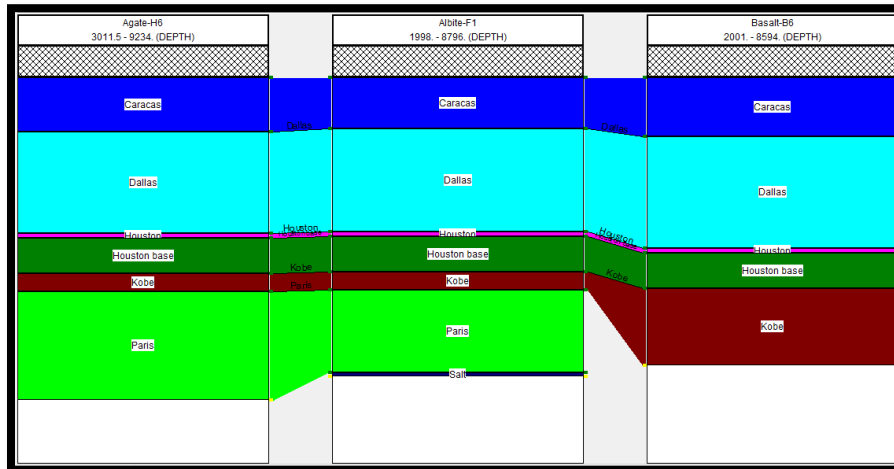 Agate-H6
3011.5 - 9234. (DEPTH)
Albite-F1
1998. - 8796. (DEPTH)
Basalt-B6
2001. - 8594. (DEPTH)
Caracas
Caracas
Caracas
Dallas
Dallas
Dallas
Dallas
Dallas
Houston
Houston
Houston
Houston
Houston
Houston base
Houston base
Houston base
Kobe
Kobe
Kobe
Kobe
Kobe
Paris
Paris
Paris
Salt